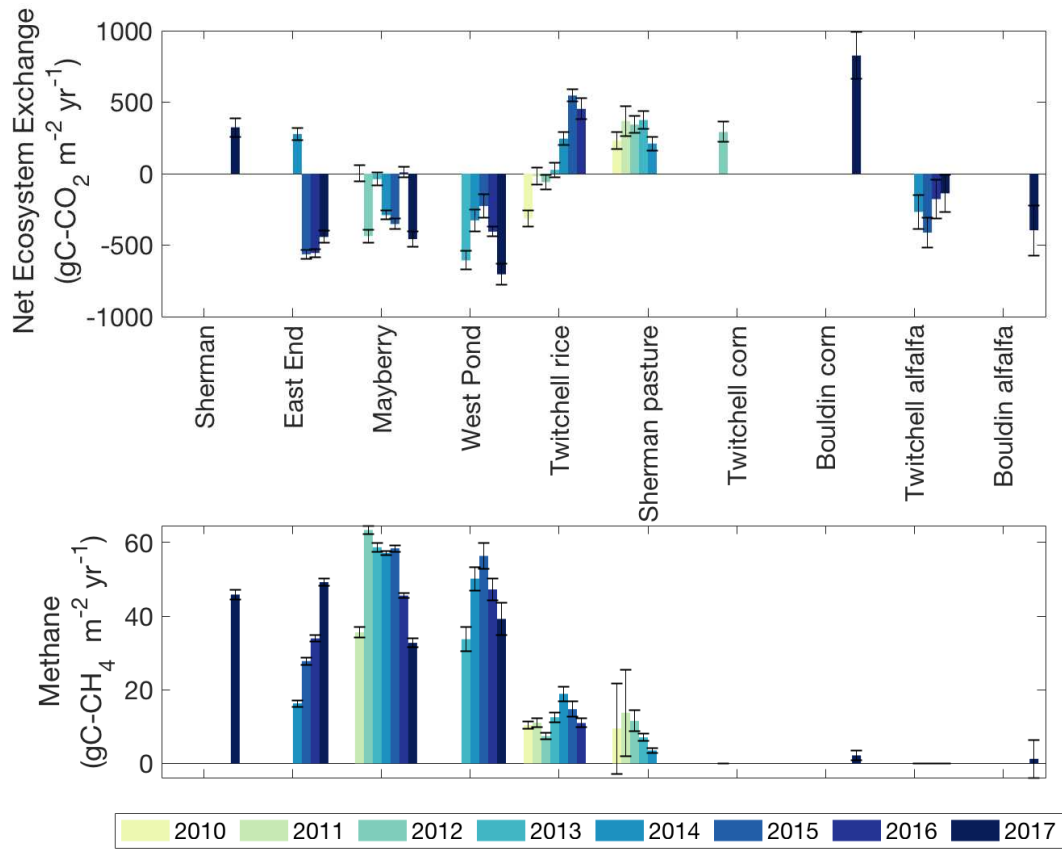 Net Ecosystem Exchange
(gC-CO₂ m⁻² yr⁻¹)
1000
500
0
-500
-1000
Sherman
East End
Mayberry
West Pond
Twitchell rice
Sherman pasture
Twitchell corn
Bouldin corn
Twitchell alfalfa
Bouldin alfalfa
Methane
(gC-CH₄ m⁻² yr⁻¹)
60
40
20
0
2010 2011 2012 2013 2014 2015 2016 2017